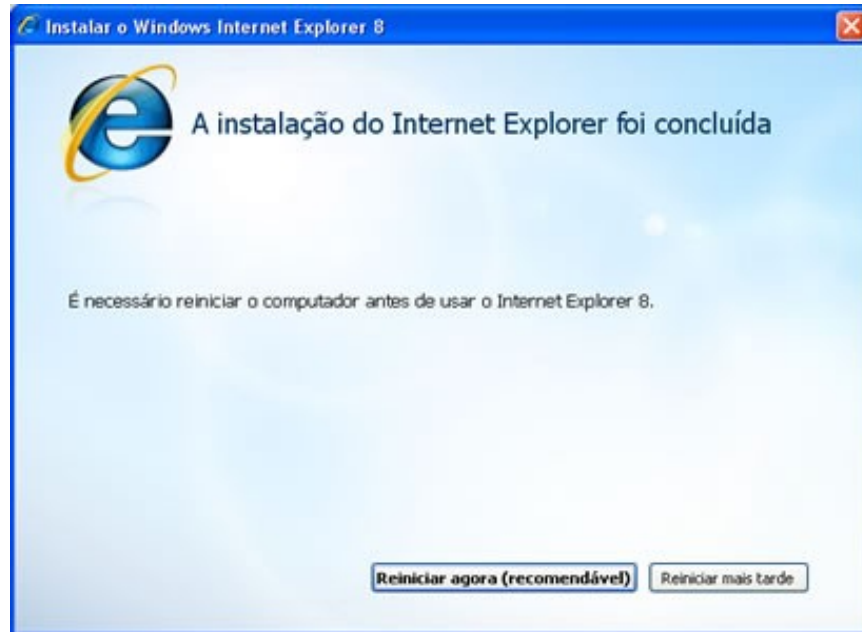 Instalar o Windows Internet Explorer 8
A instalação do Internet Explorer foi concluída
É necessário reiniciar o computador antes de usar o Internet Explorer 8.
Reiniciar agora (recomendável)
Reiniciar mais tarde